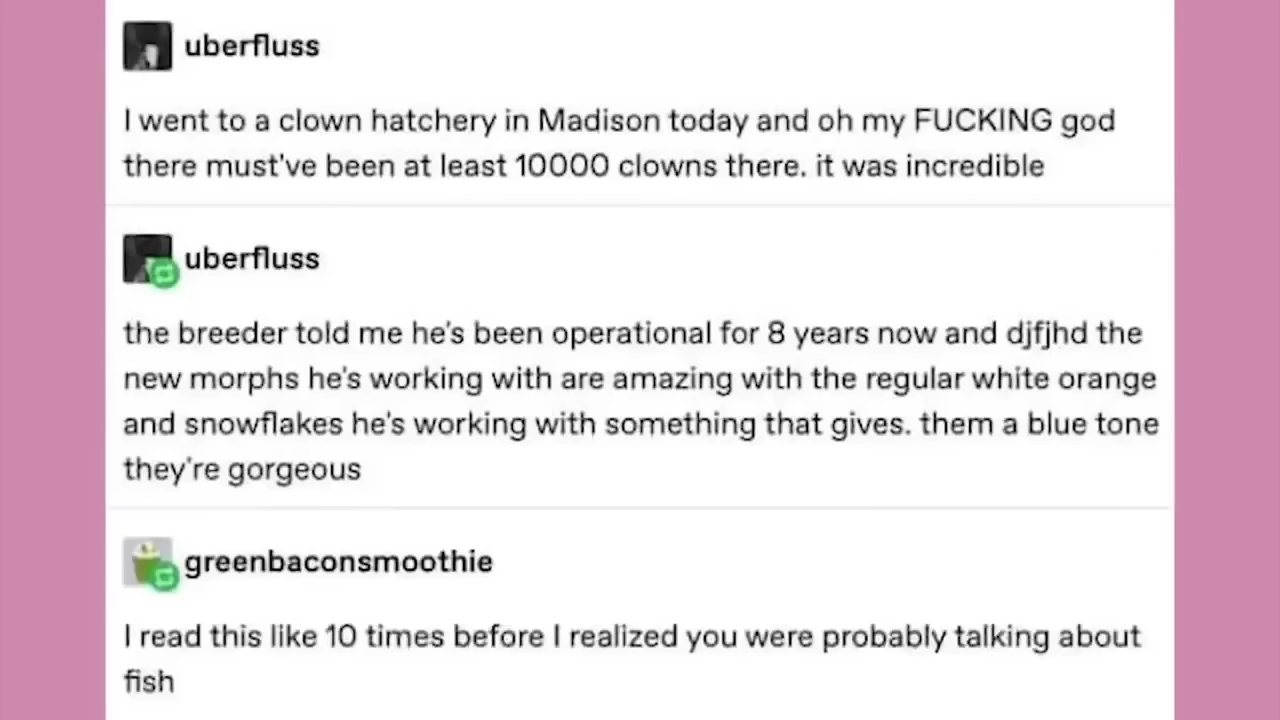 uberfluss
I went to a clown hatchery in Madison today and oh my FUCKING god
there must've been at least 10000 clowns there. it was incredible
uberfluss
the breeder told me he's been operational for 8 years now and djfjhd the
new morphs he's working with are amazing with the regular white orange
and snowflakes he's working with something that gives. them a blue tone
they're gorgeous
greenbaconsmoothie
I read this like 10 times before I realized you were probably talking about
fish